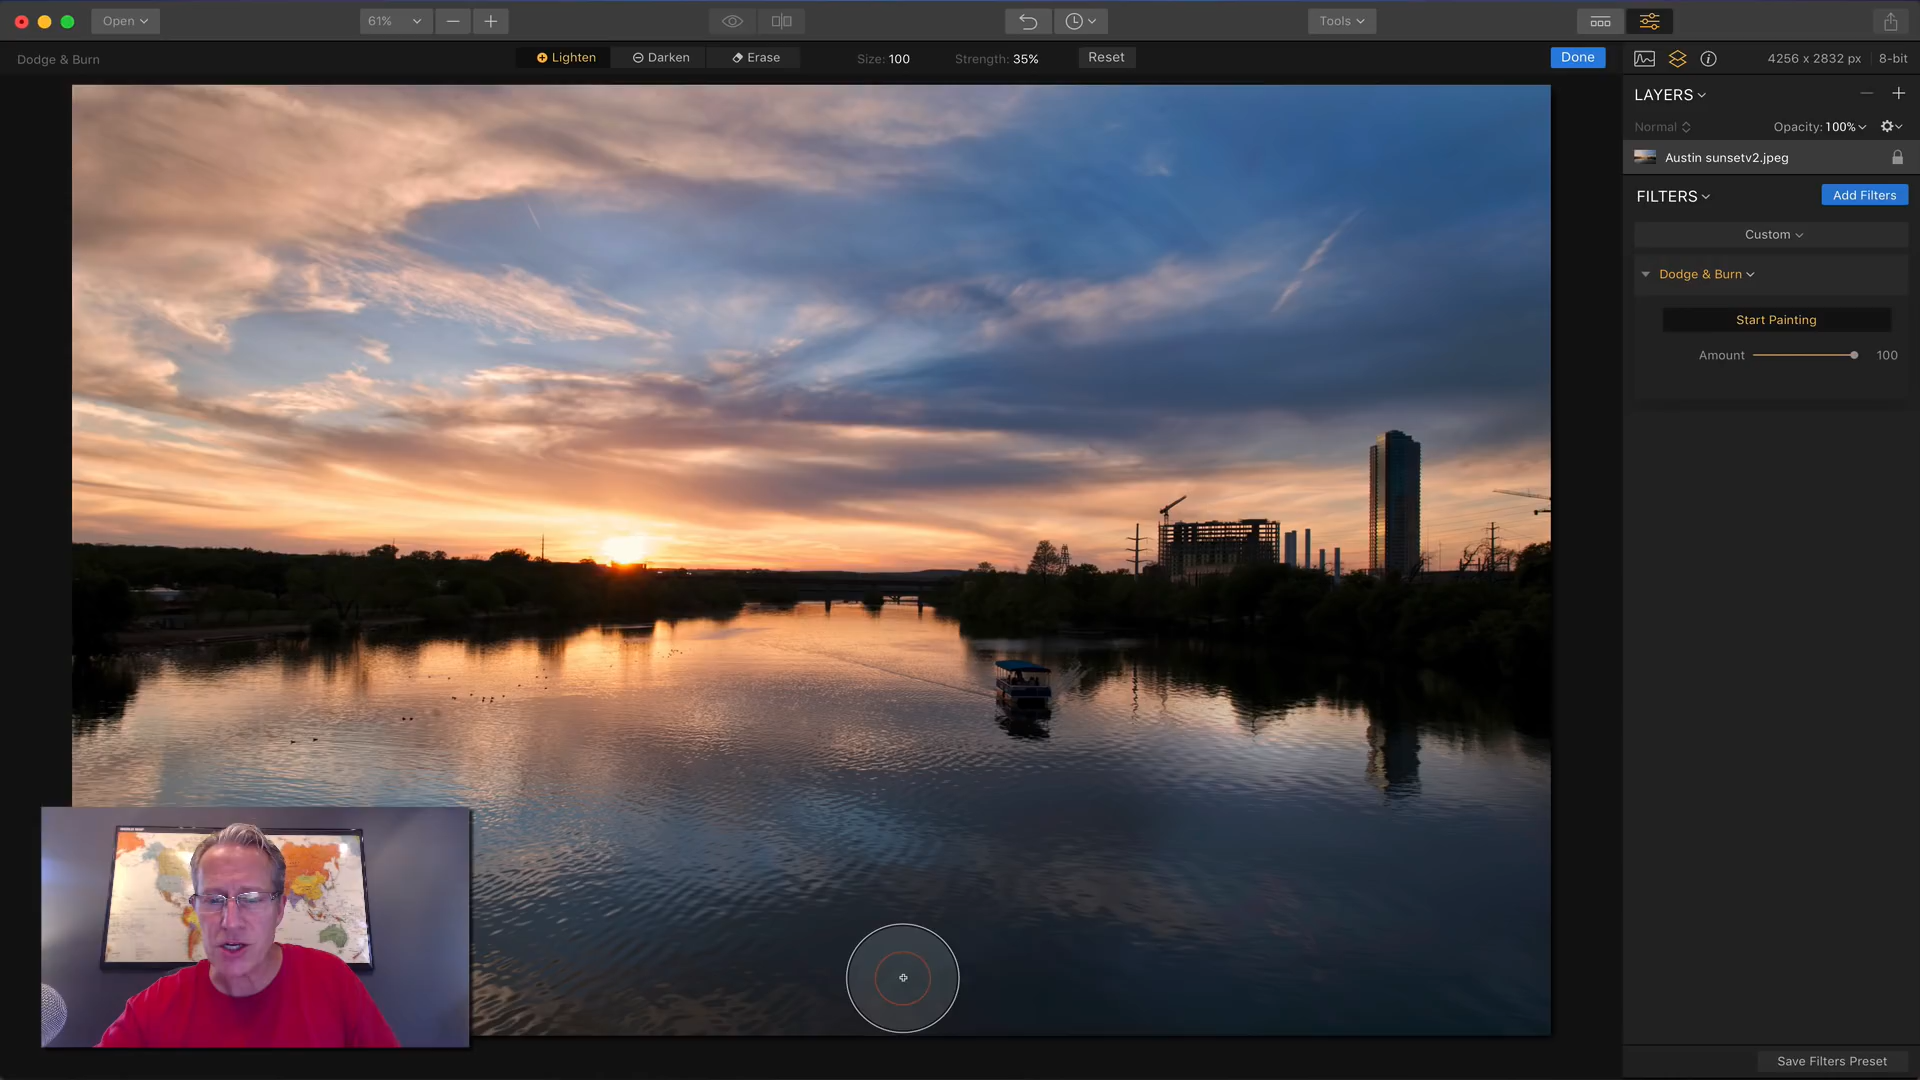 Open
61%
Tools
Dodge & Burn
Lighten
Darken
Erase
Size: 100
Strength: 35%
Reset
Done
4256 x 2832 px
8-bit
LAYERS
Normal
Opacity: 100%
Austin sunsetv2.jpeg
FILTERS
Add Filters
Custom
Dodge & Burn
Start Painting
Amount
100
Save Filters Preset